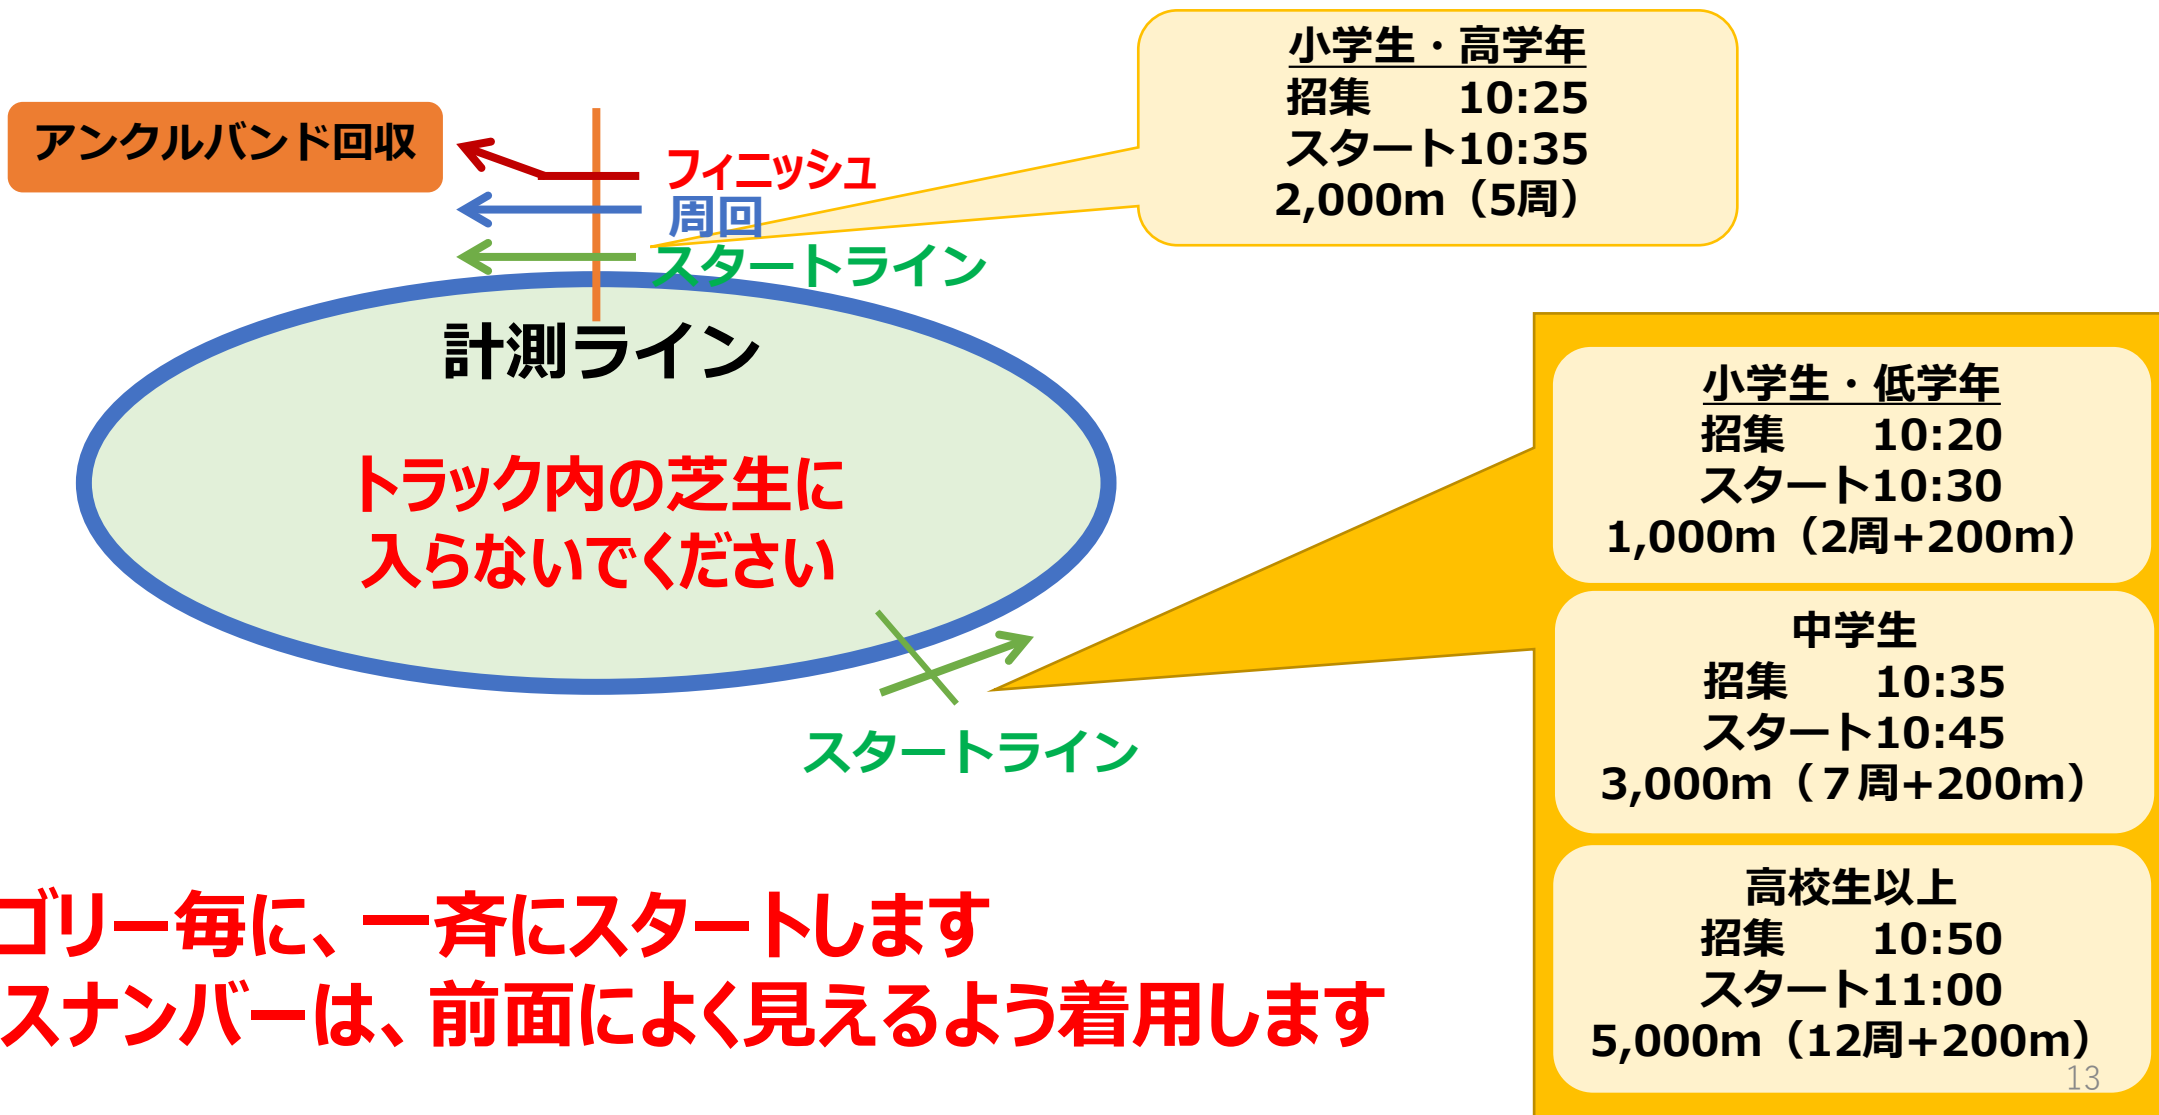 小学生・高学年
招集　　10:25
スタート10:35
2,000m（5周）
アンクルバンド回収
フィニッシュ
周回
スタートライン
計測ライン
トラック内の芝生に
入らないでください
スタートライン
小学生・低学年
招集　　10:20
スタート10:30
1,000m（2周+200m）
中学生
招集　　10:35
スタート10:45
3,000m（７周+200m）
高校生以上
招集　　10:50
スタート11:00
5,000m（12周+200m）
ゴリー毎に、一斉にスタートします
スナンバーは、前面によく見えるよう着用します
13